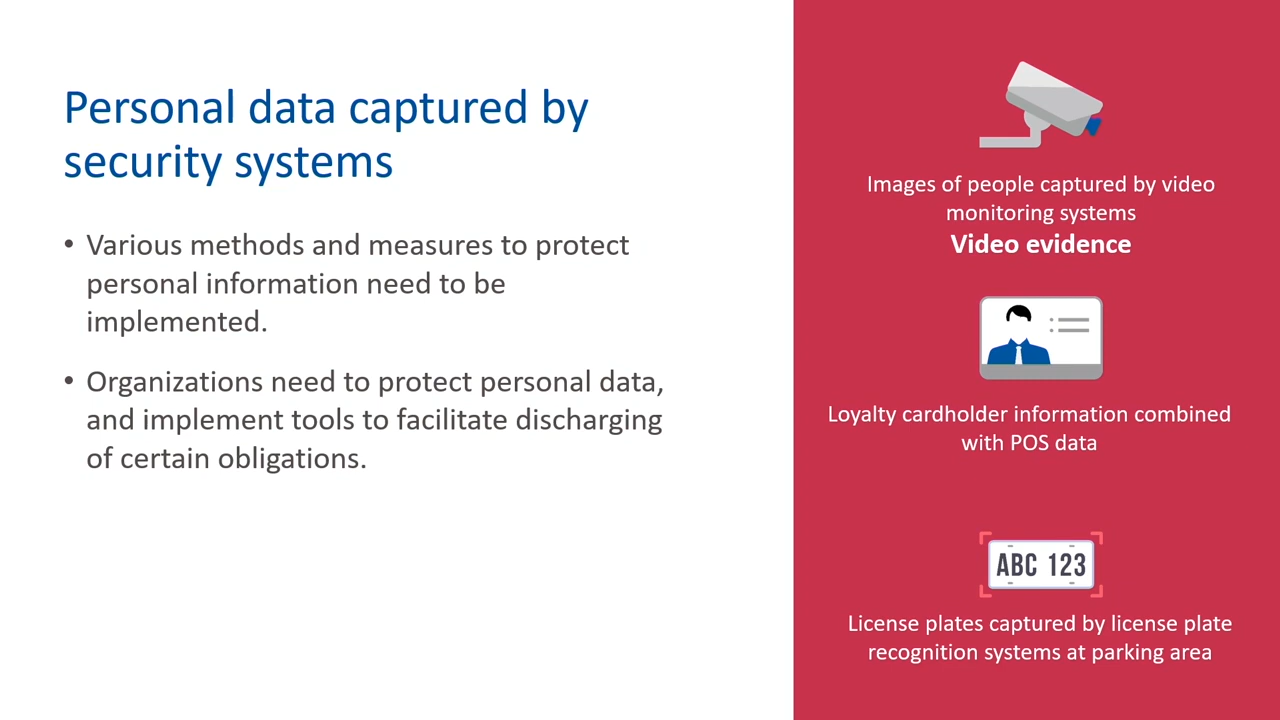 Personal data captured by
security systems
• Various methods and measures to protect
personal information need to be
implemented.
• Organizations need to protect personal data,
and implement tools to facilitate discharging
of certain obligations.
Images of people captured by video
monitoring systems
Video evidence
Loyalty cardholder information combined
with POS data
ABC 123
License plates captured by license plate
recognition systems at parking area